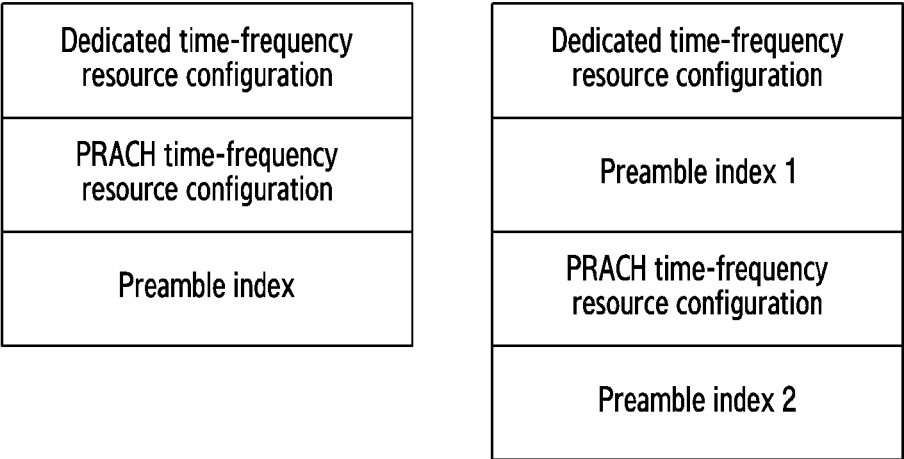 Dedicated time-frequency
resource configuration
PRACH time-frequency
resource configuration
Preamble index
Dedicated time-frequency
resource configuration
Preamble index 1
PRACH time-frequency
resource configuration
Preamble index 2